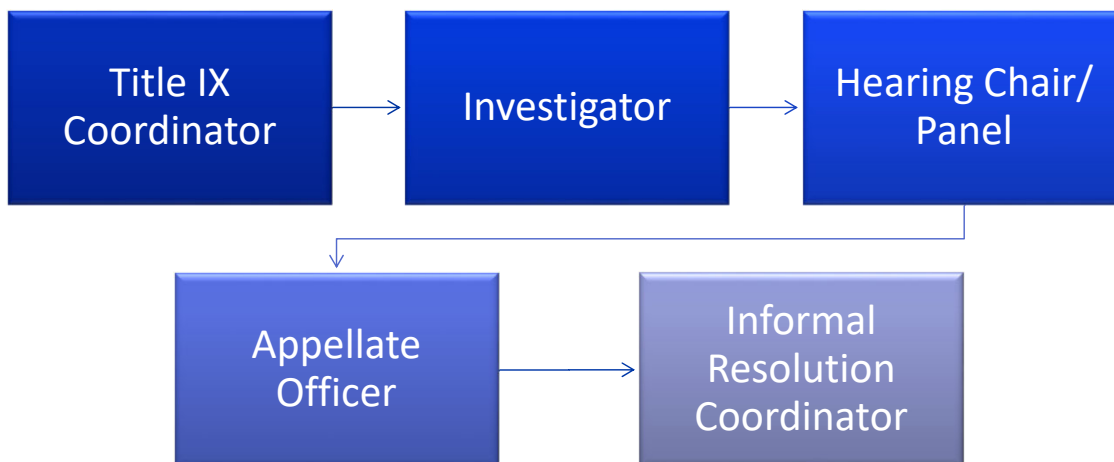 Title IX
Coordinator
Investigator
Hearing Chair/
Panel
Appellate
Officer
Informal
Resolution
Coordinator